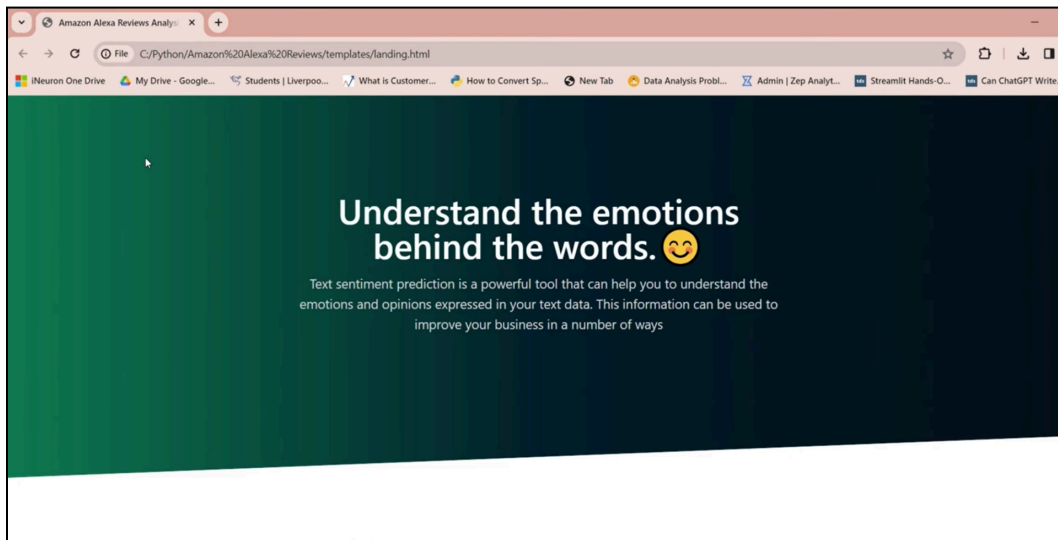 Amazon Alexa Reviews Analysi
File C:/Python/Amazon%20Alexa%20Reviews/templates/landing.html
iNeuron One Drive My Drive - Google... Students | Liverpoo... What is Customer... How to Convert Sp... New Tab Data Analysis Probl... Admin | Zep Analyt... Streamlit Hands-O... Can ChatGPT Write
Understand the emotions
behind the words. 😊
Text sentiment prediction is a powerful tool that can help you to understand the
emotions and opinions expressed in your text data. This information can be used to
improve your business in a number of ways